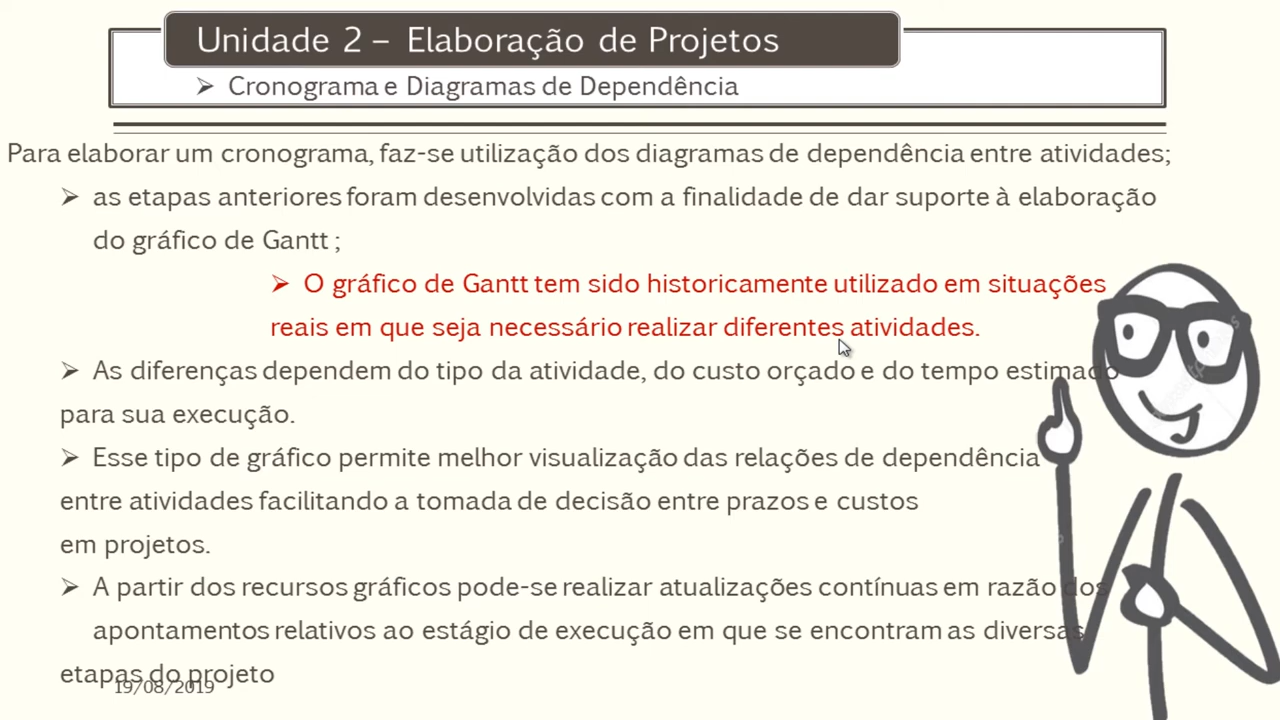 Unidade 2 – Elaboração de Projetos
➢ Cronograma e Diagramas de Dependência
Para elaborar um cronograma, faz-se utilização dos diagramas de dependência entre atividades;
➢ as etapas anteriores foram desenvolvidas com a finalidade de dar suporte à elaboração
do gráfico de Gantt ;
➢ O gráfico de Gantt tem sido historicamente utilizado em situações
reais em que seja necessário realizar diferentes atividades.
➢ As diferenças dependem do tipo da atividade, do custo orçado e do tempo estimado
para sua execução.
➢ Esse tipo de gráfico permite melhor visualização das relações de dependência
entre atividades facilitando a tomada de decisão entre prazos e custos
em projetos.
➢ A partir dos recursos gráficos pode-se realizar atualizações contínuas em razão dos
apontamentos relativos ao estágio de execução em que se encontram as diversas
etapas do projeto
19/08/2019